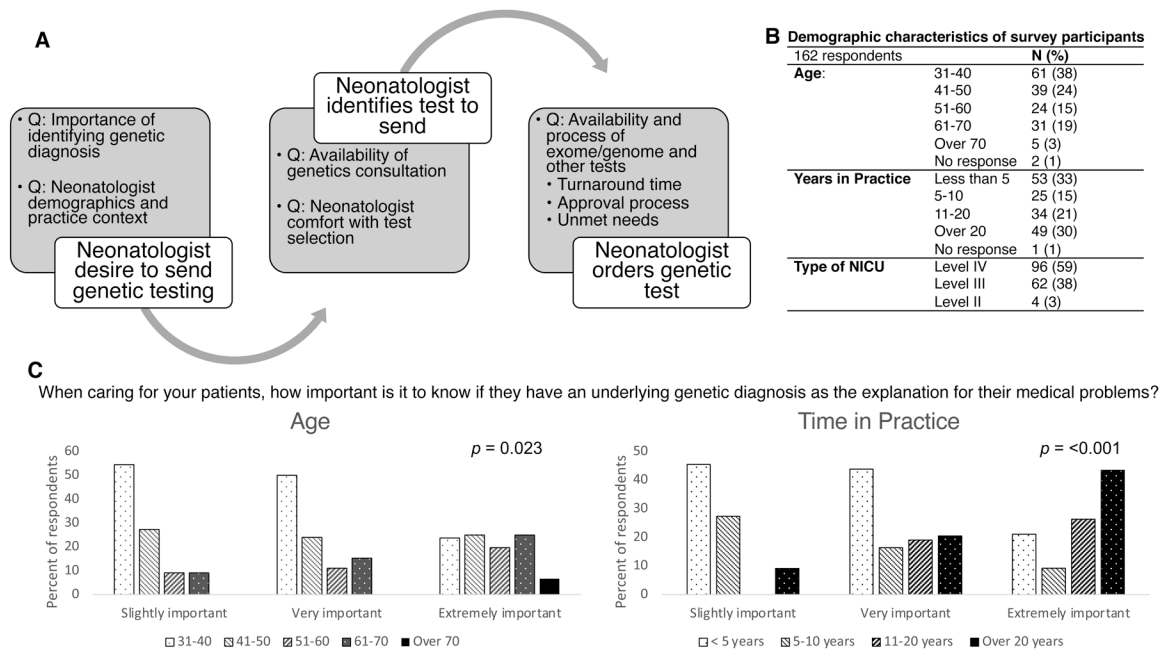 A
• Q: Importance of
identifying genetic
diagnosis
• Q: Neonatologist
demographics and
practice context
Neonatologist
desire to send
genetic testing
Neonatologist
identifies test to
send
• Q: Availability of
genetics consultation
• Q: Neonatologist
comfort with test
selection
• Q: Availability and
process of
exome/genome and
other tests
• Turnaround time
• Approval process
• Unmet needs
Neonatologist
orders genetic
test
B Demographic characteristics of survey participants
162 respondents N (%)
Age: 31-40 61 (38)
41-50 39 (24)
51-60 24 (15)
61-70 31 (19)
Over 70 5 (3)
No response 2 (1)
Years in Practice Less than 5 53 (33)
5-10 25 (15)
11-20 34 (21)
Over 20 49 (30)
No response 1 (1)
Type of NICU Level IV 96 (59)
Level III 62 (38)
Level II 4 (3)
C
When caring for your patients, how important is it to know if they have an underlying genetic diagnosis as the explanation for their medical problems?
Age
p = 0.023
Percent of respondents
60
50
40
30
20
10
0
Slightly important Very important Extremely important
31-40 41-50 51-60 61-70 Over 70
Time in Practice
p = <0.001
Percent of respondents
50
40
30
20
10
0
Slightly important Very important Extremely important
< 5 years 5-10 years 11-20 years Over 20 years